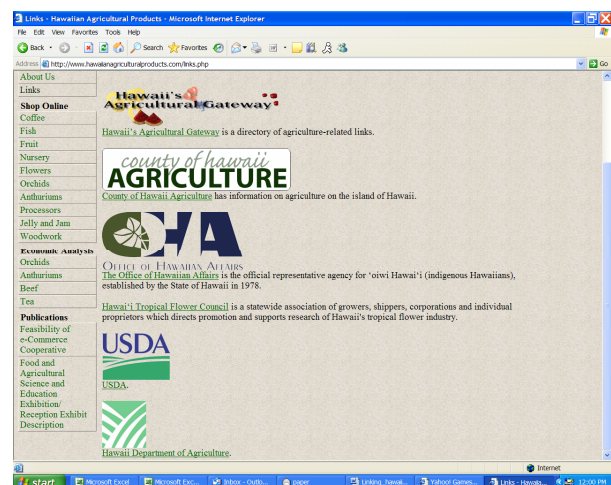 Links - Hawaiian Agricultural Products - Microsoft Internet Explorer
File Edit View Favorites Tools Help
Back Search Favorites
Address http://www.hawaiianagriculturalproducts.com/links.php Go
About Us
Links
Shop Online
Coffee
Fish
Fruit
Nursery
Flowers
Orchids
Anthuriums
Processors
Jelly and Jam
Woodwork
Economic Analysis
Orchids
Anthuriums
Beef
Tea
Publications
Feasibility of
e-Commerce
Cooperative
Food and
Agricultural
Science and
Education
Exhibition/
Reception Exhibit
Description
Hawaii's
Agricultural Gateway
Hawaii's Agricultural Gateway is a directory of agriculture-related links.
county of hawaii
AGRICULTURE
County of Hawaii Agriculture has information on agriculture on the island of Hawaii.
OHA
OFFICE OF HAWAIIAN AFFAIRS
The Office of Hawaiian Affairs is the official representative agency for 'oiwi Hawai'i (indigenous Hawaiians),
established by the State of Hawaii in 1978.
Hawai'i Tropical Flower Council is a statewide association of growers, shippers, corporations and individual
proprietors which directs promotion and supports research of Hawaii's tropical flower industry.
USDA
USDA.
Hawaii Department of Agriculture.
Internet
start Microsoft Excel Microsoft Exc... Inbox - Outlo... paper Linking_hawai... Yahoo! Games... Links - Hawaiia... 12:00 PM